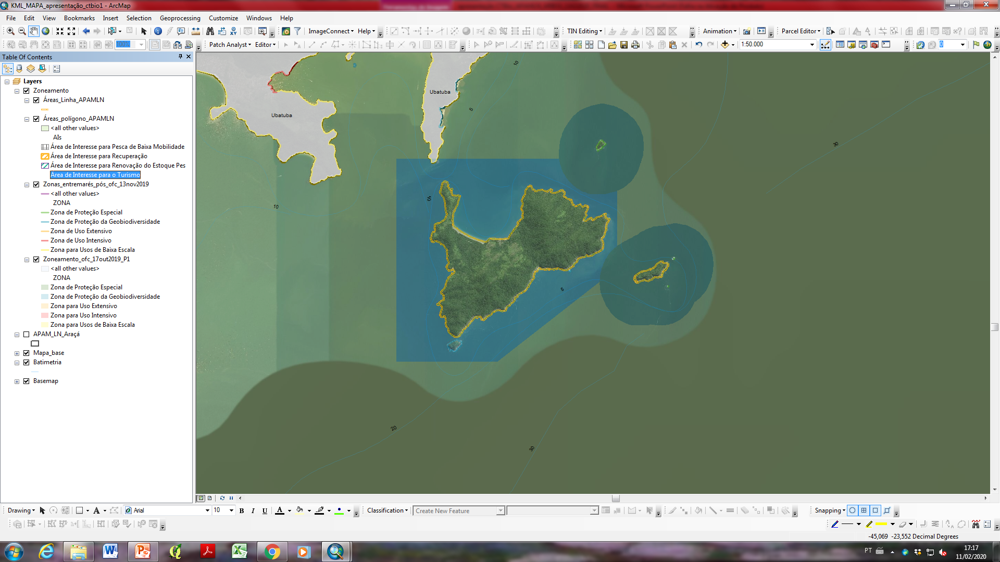 KML_MAPA_apresentação_ctbio1 - ArcMap
File Edit View Bookmarks Insert Selection Geoprocessing Customize Windows Help
ImageConnect Help TIN Editing Animation Parcel Editor
100% Patch Analyst Editor 1:50.000 0
Table Of Contents
Layers
Zoneamento
Áreas_Linha_APAMLN
Áreas_polígono_APAMLN
<all other values>
AIs
Área de Interesse para Pesca de Baixa Mobilidade
Área de Interesse para Recuperação
Área de Interesse para Renovação do Estoque Pes
Área de Interesse para o Turismo
Zonas_entremarés_pós_ofc_13nov2019
<all other values>
ZONA
Zona de Proteção Especial
Zona de Proteção da Geobiodiversidade
Zona de Uso Extensivo
Zona de Uso Intensivo
Zona para Usos de Baixa Escala
Zoneamento_ofc_17out2019_P1
<all other values>
ZONA
Zona de Proteção Especial
Zona de Proteção da Geobiodiversidade
Zona para Uso Extensivo
Zona para Uso Intensivo
Zona para Usos de Baixa Escala
APAM_LN_Araçá
Mapa_base
Batimetria
Basemap
10
Ubatuba
5
Ubatuba
30
10
10
5
20
30
Drawing Arial 10 B I U A Classification Create New Feature Snapping
-45,069 -23,552 Decimal Degrees
PT
17:17
11/02/2020